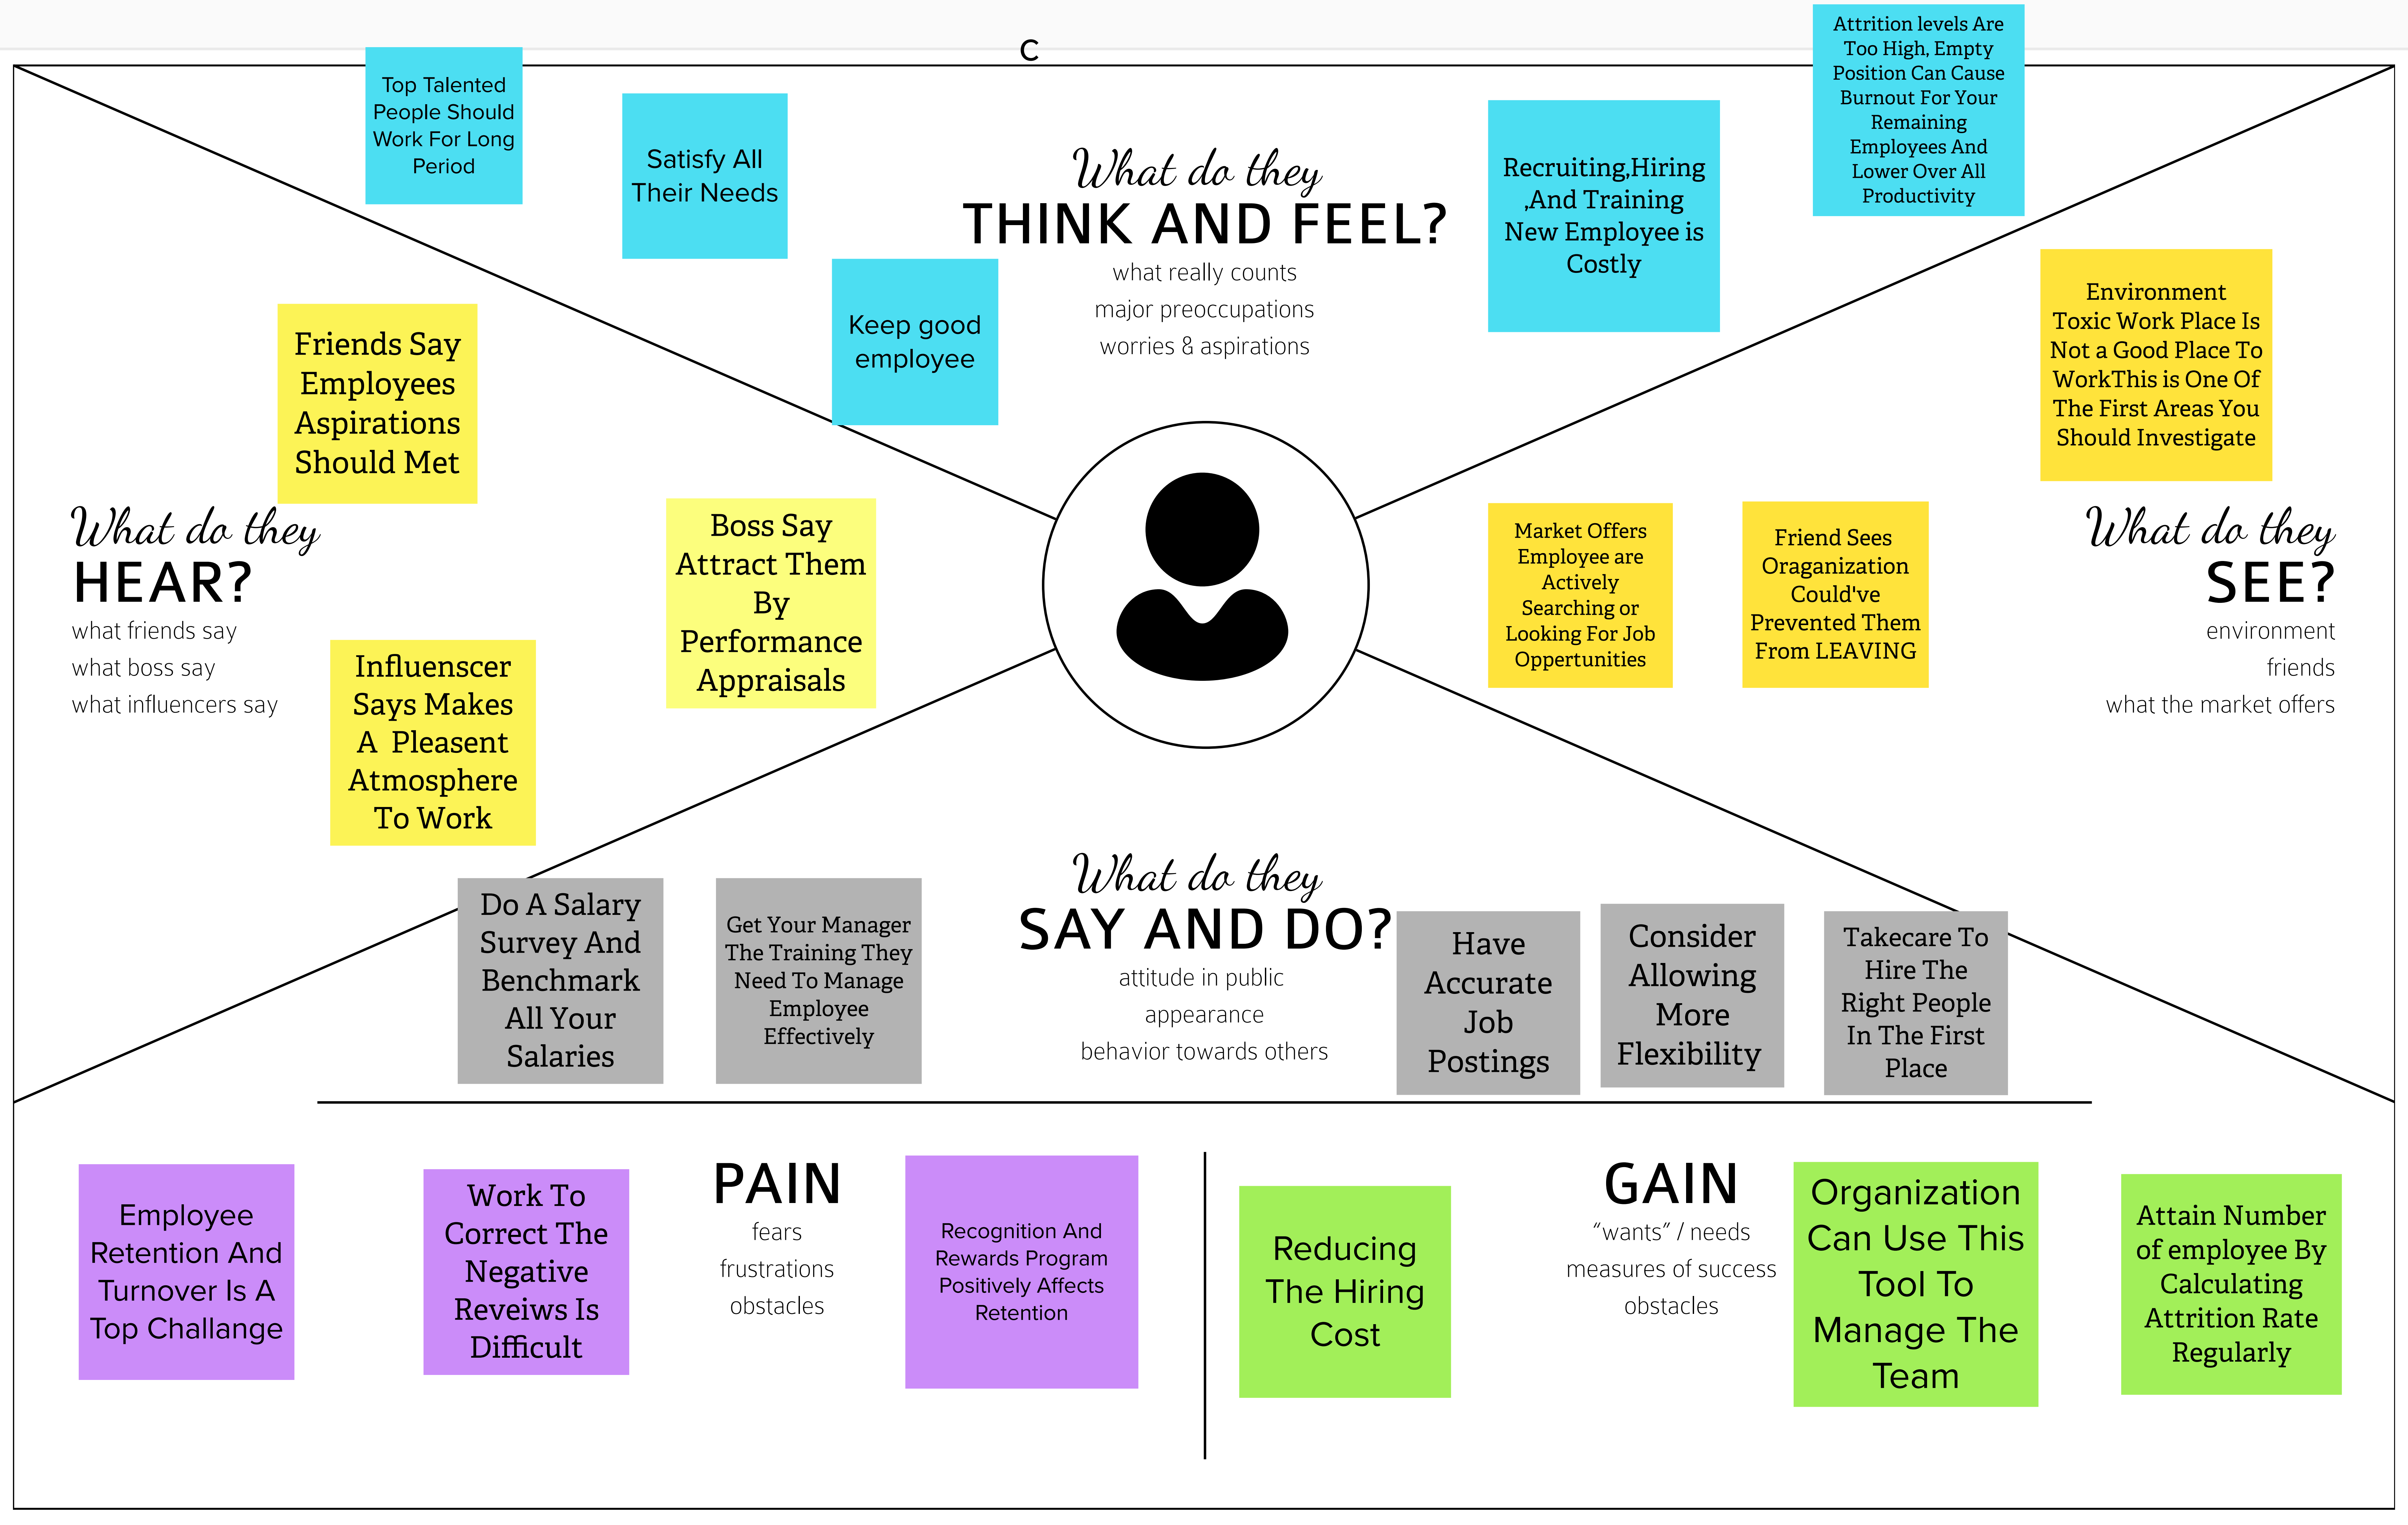 C
Top Talented
People Should
Work For Long
Period
Satisfy All
Their Needs
Keep good
employee
What do they
THINK AND FEEL?
what really counts
major preoccupations
worries & aspirations
Recruiting,Hiring
,And Training
New Employee is
Costly
Attrition levels Are
Too High, Empty
Position Can Cause
Burnout For Your
Remaining
Employees And
Lower Over All
Productivity
Friends Say
Employees
Aspirations
Should Met
What do they
HEAR?
what friends say
what boss say
what influencers say
Boss Say
Attract Them
By
Performance
Appraisals
Influenscer
Says Makes
A  Pleasent
Atmosphere
To Work
Environment
Toxic Work Place Is
Not a Good Place To
WorkThis is One Of
The First Areas You
Should Investigate
Market Offers
Employee are
Actively
Searching or
Looking For Job
Oppertunities
Friend Sees
Oraganization
Could've
Prevented Them
From LEAVING
What do they
SEE?
environment
friends
what the market offers
Do A Salary
Survey And
Benchmark
All Your
Salaries
Get Your Manager
The Training They
Need To Manage
Employee
Effectively
What do they
SAY AND DO?
attitude in public
appearance
behavior towards others
Have
Accurate
Job
Postings
Consider
Allowing
More
Flexibility
Takecare To
Hire The
Right People
In The First
Place
Employee
Retention And
Turnover Is A
Top Challange
Work To
Correct The
Negative
Reveiws Is
Difficult
PAIN
fears
frustrations
obstacles
Recognition And
Rewards Program
Positively Affects
Retention
Reducing
The Hiring
Cost
GAIN
“wants” / needs
measures of success
obstacles
Organization
Can Use This
Tool To
Manage The
Team
Attain Number
of employee By
Calculating
Attrition Rate
Regularly